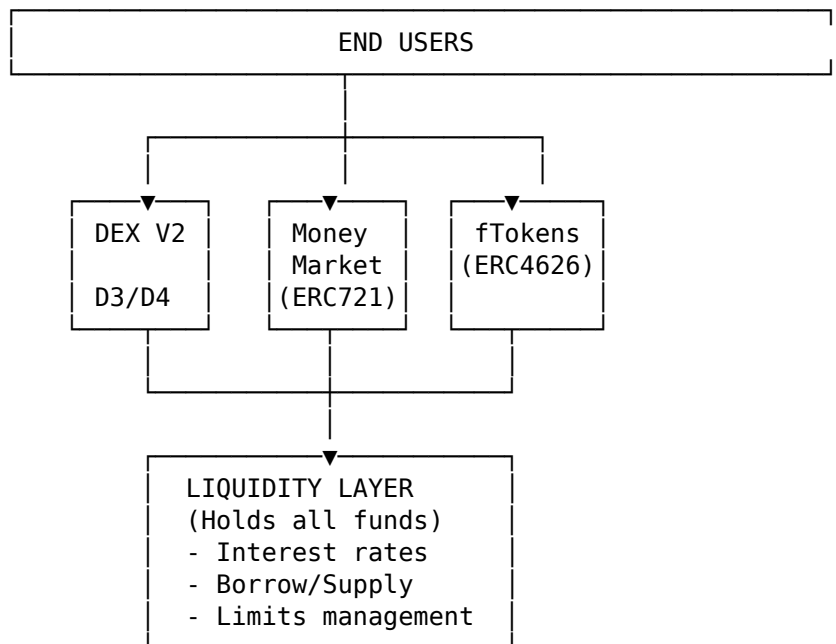 END USERS
DEX V2
D3/D4
Money
Market
(ERC721)
fTokens
(ERC4626)
LIQUIDITY LAYER
(Holds all funds)
- Interest rates
- Borrow/Supply
- Limits management